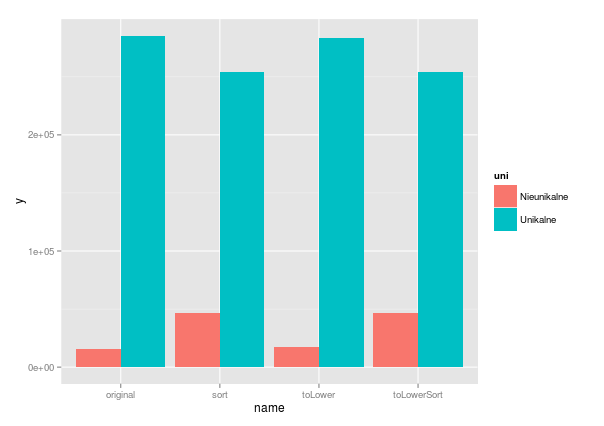 y
2e+05
1e+05
0e+00
original sort toLower toLowerSort
name
uni
Nieunikalne
Unikalne